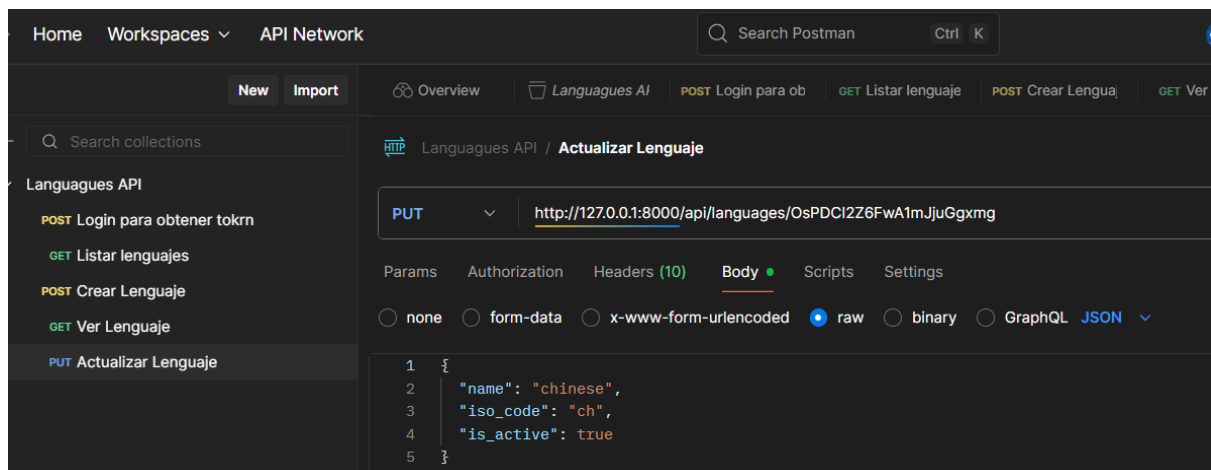 Home Workspaces API Network Search Postman Ctrl K
New Import Overview Languagues AI POST Login para ob GET Listar lenguaje POST Crear Lengua GET Ver
Search collections
HTTP Languagues API / Actualizar Lenguaje
Languagues API
POST Login para obtener tokrn
GET Listar lenguajes
POST Crear Lenguaje
GET Ver Lenguaje
PUT Actualizar Lenguaje
PUT http://127.0.0.1:8000/api/languages/OsPDCI2Z6FwA1mJjuGgxmg
Params Authorization Headers (10) Body Scripts Settings
none form-data x-www-form-urlencoded raw binary GraphQL JSON
1 {
2 "name": "chinese",
3 "iso_code": "ch",
4 "is_active": true
5 }